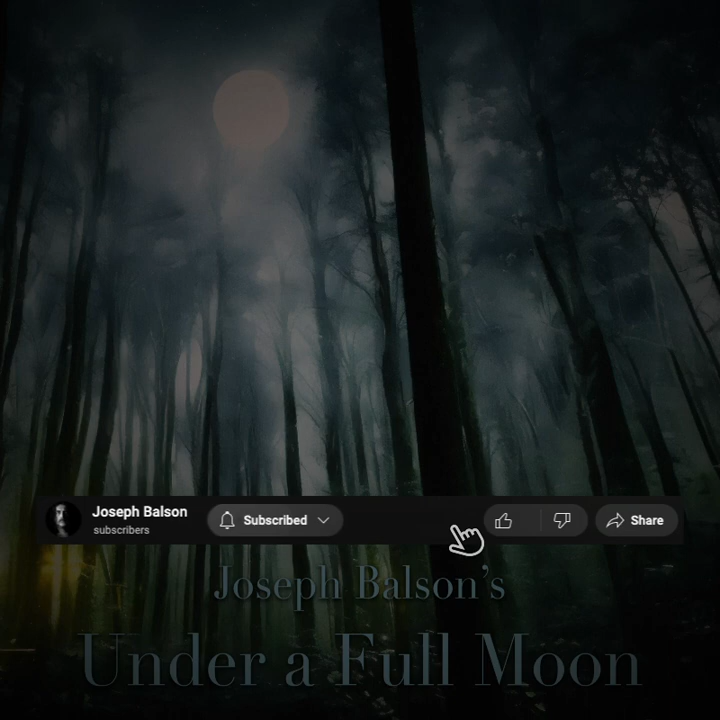 Joseph Balson
subscribers
Subscribed
Share
Joseph Balson’s
Under a Full Moon